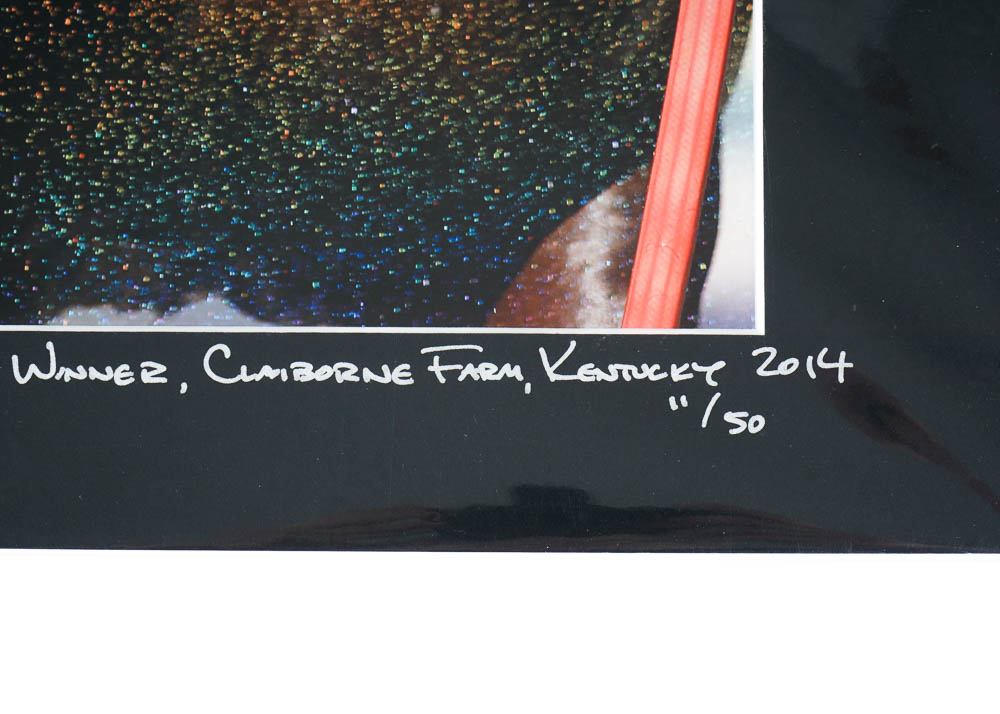 WINNER, CLAIBORNE FARM, KENTUCKY 2014
11/50